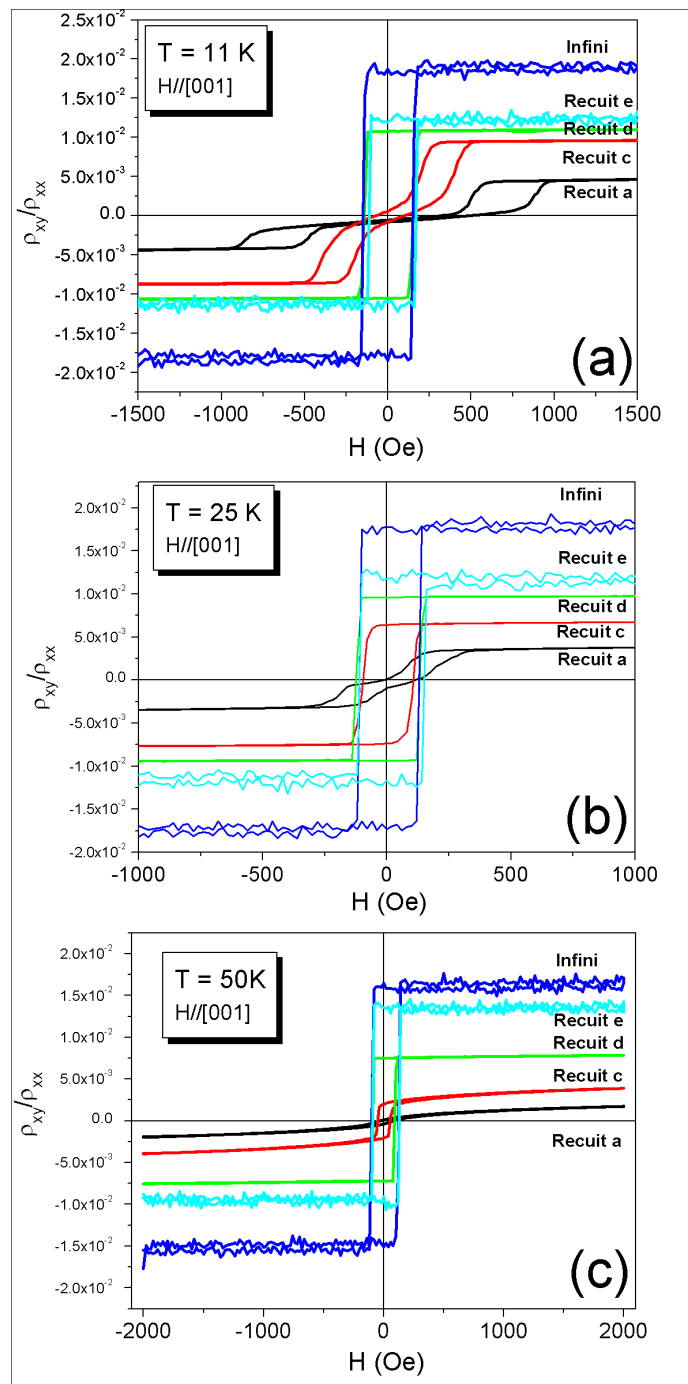 T = 11 K
H//[001]
2.5x10⁻²
2.0x10⁻²
1.5x10⁻²
1.0x10⁻²
5.0x10⁻³
0.0
-5.0x10⁻³
-1.0x10⁻²
-1.5x10⁻²
-2.0x10⁻²
ρxy/ρxx
Infini
Recuit e
Recuit d
Recuit c
Recuit a
(a)
-1500 -1000 -500 0 500 1000 1500
H (Oe)
T = 25 K
H//[001]
2.0x10⁻²
1.5x10⁻²
1.0x10⁻²
5.0x10⁻³
0.0
-5.0x10⁻³
-1.0x10⁻²
-1.5x10⁻²
-2.0x10⁻²
ρxy/ρxx
Infini
Recuit e
Recuit d
Recuit c
Recuit a
(b)
-1000 -500 0 500 1000
H (Oe)
T = 50K
H//[001]
2.0x10⁻²
1.5x10⁻²
1.0x10⁻²
5.0x10⁻³
0.0
-5.0x10⁻³
-1.0x10⁻²
-1.5x10⁻²
-2.0x10⁻²
ρxy/ρxx
Infini
Recuit e
Recuit d
Recuit c
Recuit a
(c)
-2000 -1000 0 1000 2000
H (Oe)